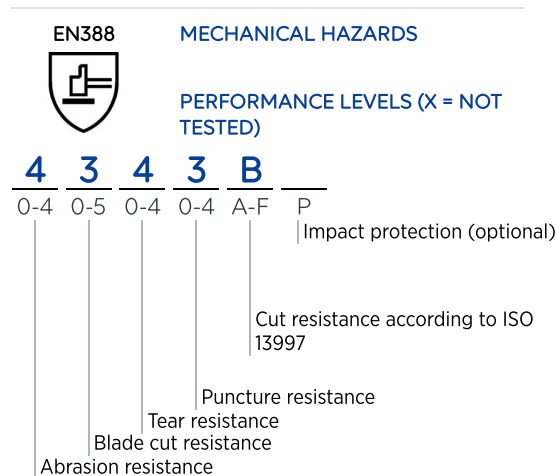 EN388
MECHANICAL HAZARDS
PERFORMANCE LEVELS (X = NOT
TESTED)
4 3 4 3 B
0-4 0-5 0-4 0-4 A-F P
Impact protection (optional)
Cut resistance according to ISO
13997
Puncture resistance
Tear resistance
Blade cut resistance
Abrasion resistance